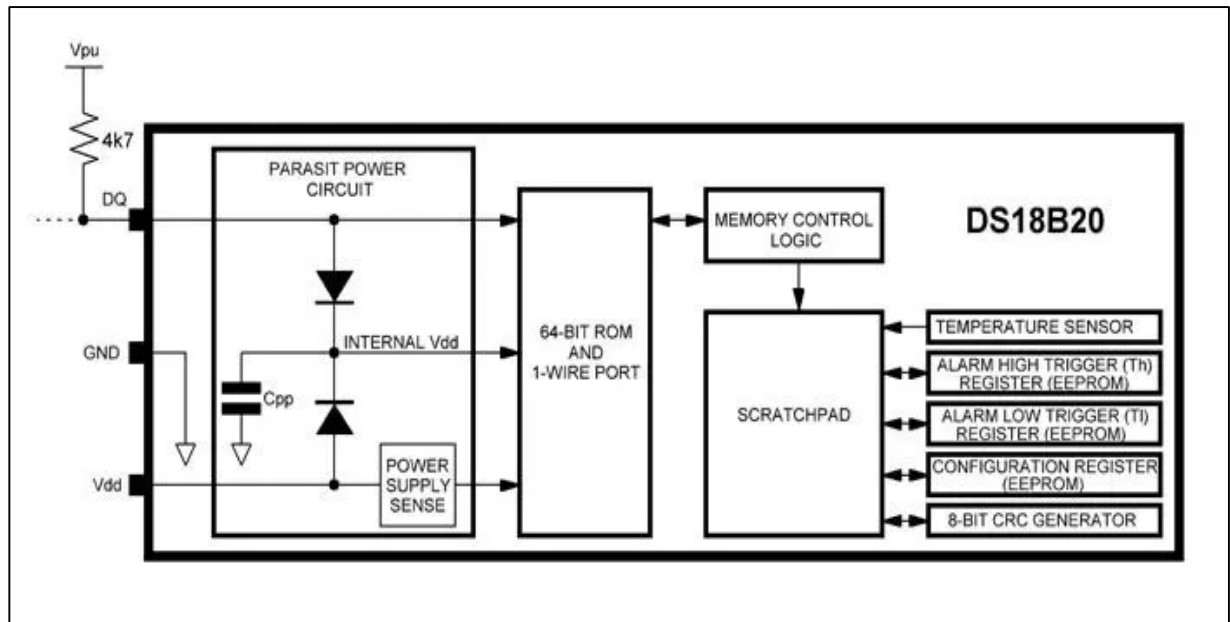 Vpu
4k7
DQ
GND
Vdd
PARASIT POWER
CIRCUIT
INTERNAL Vdd
Cpp
POWER
SUPPLY
SENSE
64-BIT ROM
AND
1-WIRE PORT
MEMORY CONTROL
LOGIC
SCRATCHPAD
DS18B20
TEMPERATURE SENSOR
ALARM HIGH TRIGGER (Th)
REGISTER (EEPROM)
ALARM LOW TRIGGER (Tl)
REGISTER (EEPROM)
CONFIGURATION REGISTER
(EEPROM)
8-BIT CRC GENERATOR